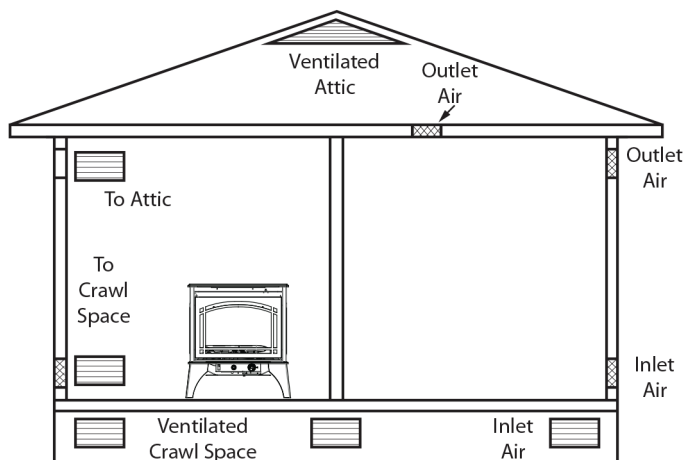 Ventilated
Attic
Outlet
Air
Outlet
Air
To Attic
To
Crawl
Space
Inlet
Air
Ventilated
Crawl Space
Inlet
Air